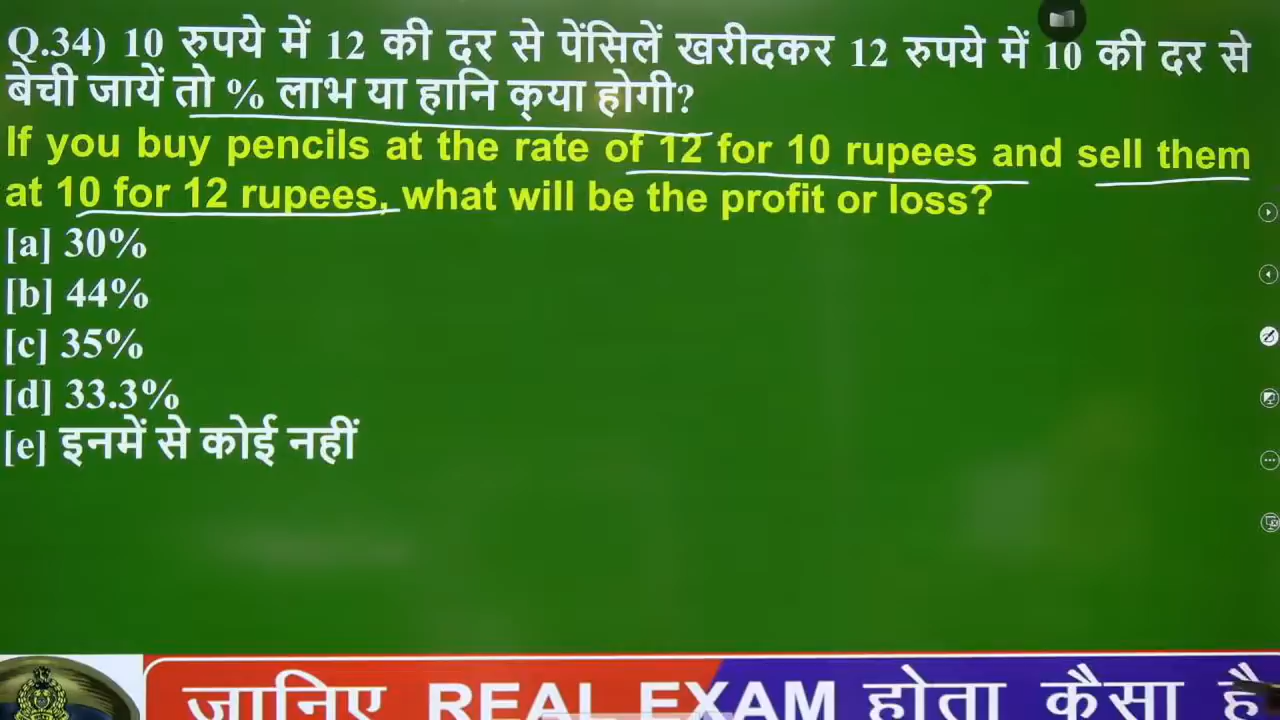 Q.34) 10 रुपये में 12 की दर से पेंसिलें खरीदकर 12 रुपये में 10 की दर से
बेची जायें तो % लाभ या हानि क्या होगी?
If you buy pencils at the rate of 12 for 10 rupees and sell them
at 10 for 12 rupees, what will be the profit or loss?
[a] 30%
[b] 44%
[c] 35%
[d] 33.3%
[e] इनमें से कोई नहीं
जानिए REAL EXAM होता कैसा है